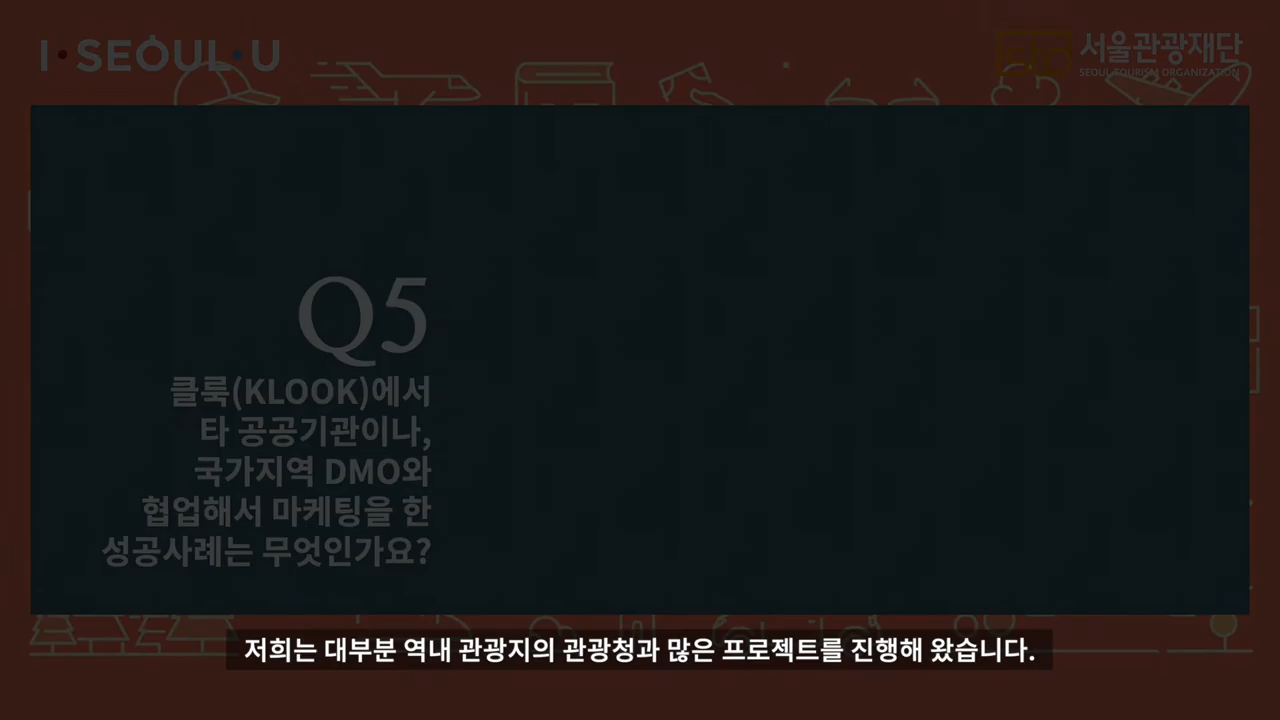 I·SEOUL·U
서울관광재단
SEOUL TOURISM ORGANIZATION
Q5
클룩(KLOOK)에서
타 공공기관이나,
국가지역 DMO와
협업해서 마케팅을 한
성공사례는 무엇인가요?
저희는 대부분 역내 관광지의 관광청과 많은 프로젝트를 진행해 왔습니다.